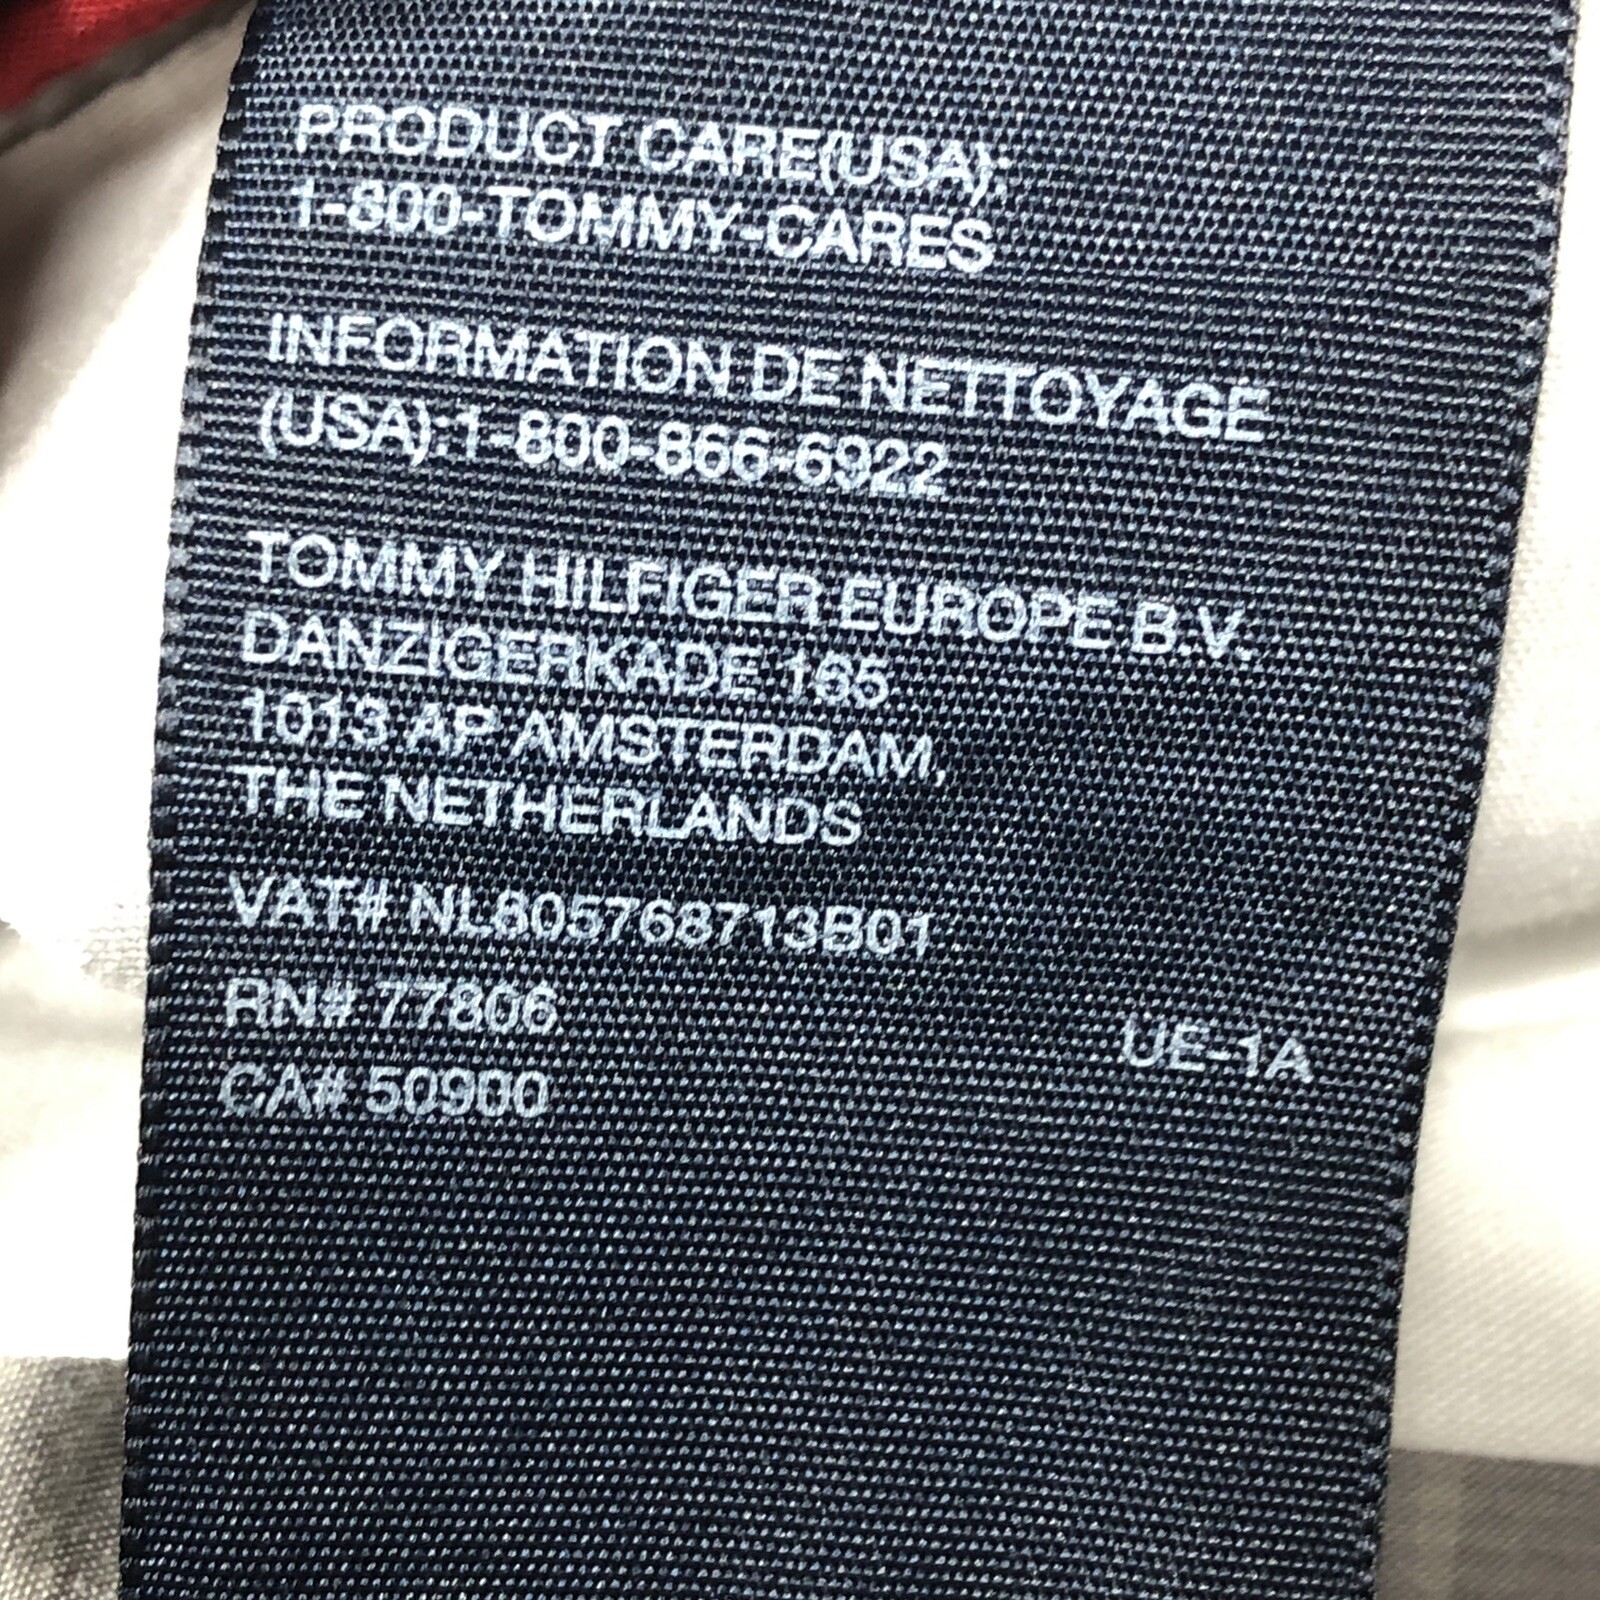 PRODUCT CARE(USA):
1-800-TOMMY-CARES
INFORMATION DE NETTOYAGE
(USA):1-800-866-6922
TOMMY HILFIGER EUROPE B.V.
DANZIGERKADE 165
1013 AP AMSTERDAM,
THE NETHERLANDS
VAT# NL805768713B01
RN# 77806
UE-1A
CA# 50900